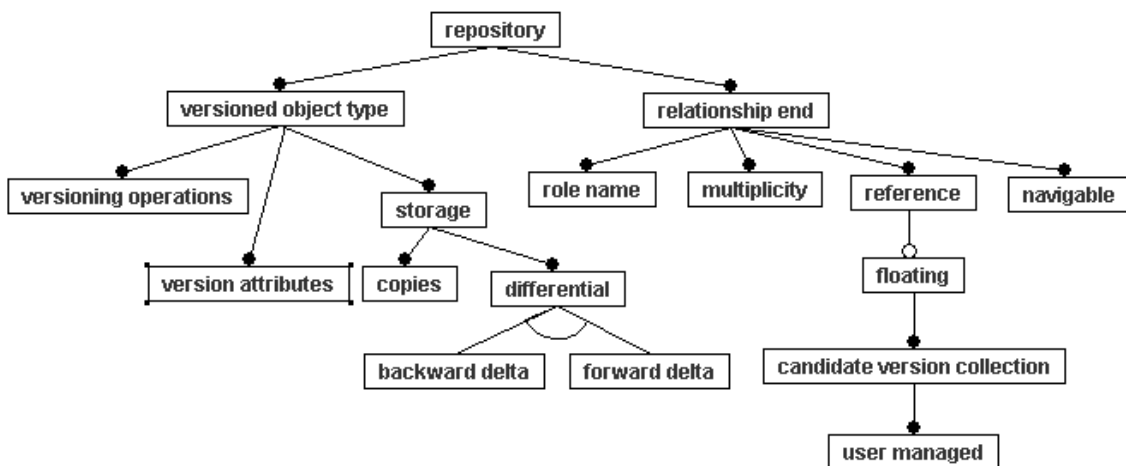 repository
versioned object type
relationship end
versioning operations
role name
multiplicity
reference
navigable
storage
version attributes
copies
differential
floating
backward delta
forward delta
candidate version collection
user managed